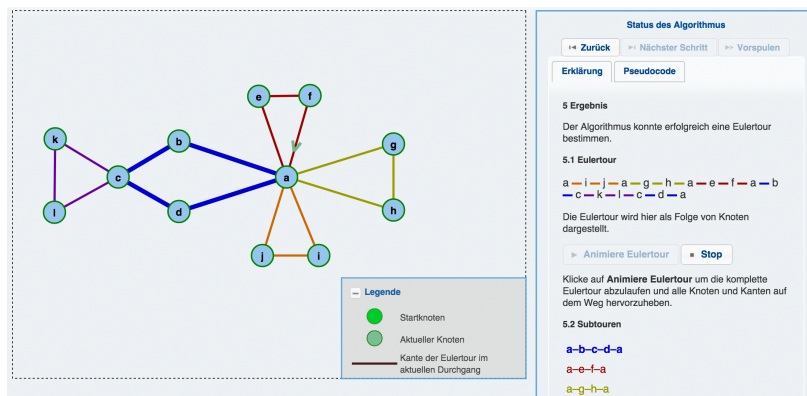 Status des Algorithmus
Zurück Nächster Schritt Vorspulen
Erklärung Pseudocode
5 Ergebnis
Der Algorithmus konnte erfolgreich eine Eulertour
bestimmen.
5.1 Eulertour
a — i — j — a — g — h — a — e — f — a — b
— c — k — l — c — d — a
Die Eulertour wird hier als Folge von Knoten
dargestellt.
Animiere Eulertour Stop
Klicke auf Animiere Eulertour um die komplette
Eulertour abzulaufen und alle Knoten und Kanten auf
dem Weg hervorzuheben.
5.2 Subtouren
a–b–c–d–a
a–e–f–a
a–g–h–a
e f
k b g
c a
l d h
j i
Legende
Startknoten
Aktueller Knoten
Kante der Eulertour im
aktuellen Durchgang